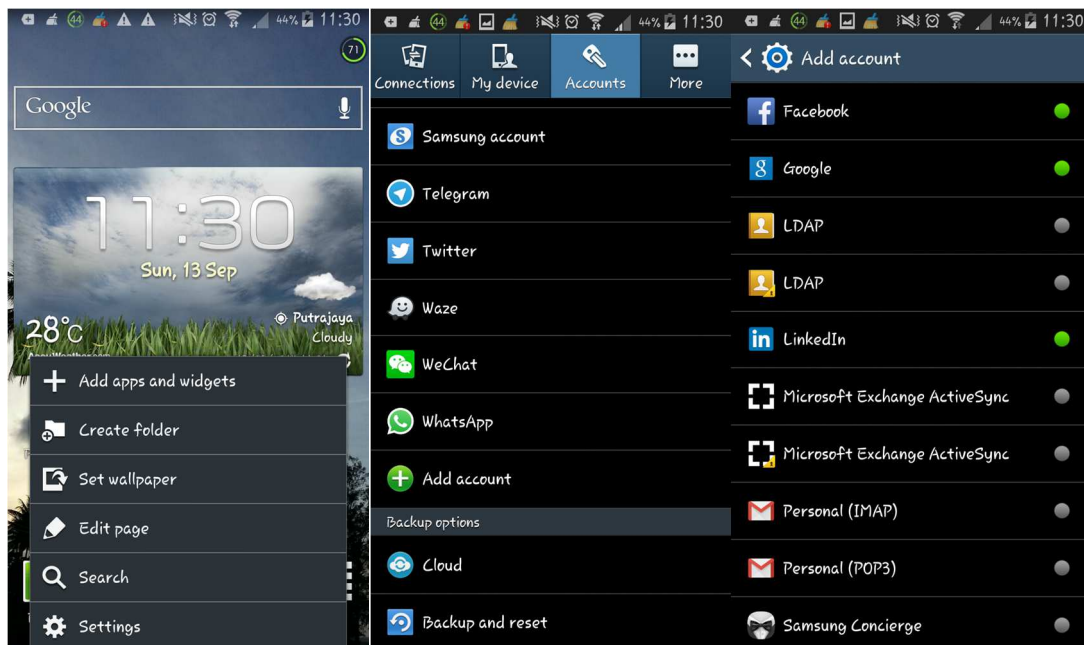 44
44% 11:30
71
Google
11:30
Sun, 13 Sep
28°C
Putrajaya
Cloudy
Add apps and widgets
Create folder
Set wallpaper
Edit page
Search
Settings
44
44% 11:30
Connections
My device
Accounts
More
Samsung account
Telegram
Twitter
Waze
WeChat
WhatsApp
Add account
Backup options
Cloud
Backup and reset
44
44% 11:30
Add account
Facebook
Google
LDAP
LDAP
LinkedIn
Microsoft Exchange ActiveSync
Microsoft Exchange ActiveSync
Personal (IMAP)
Personal (POP3)
Samsung Concierge